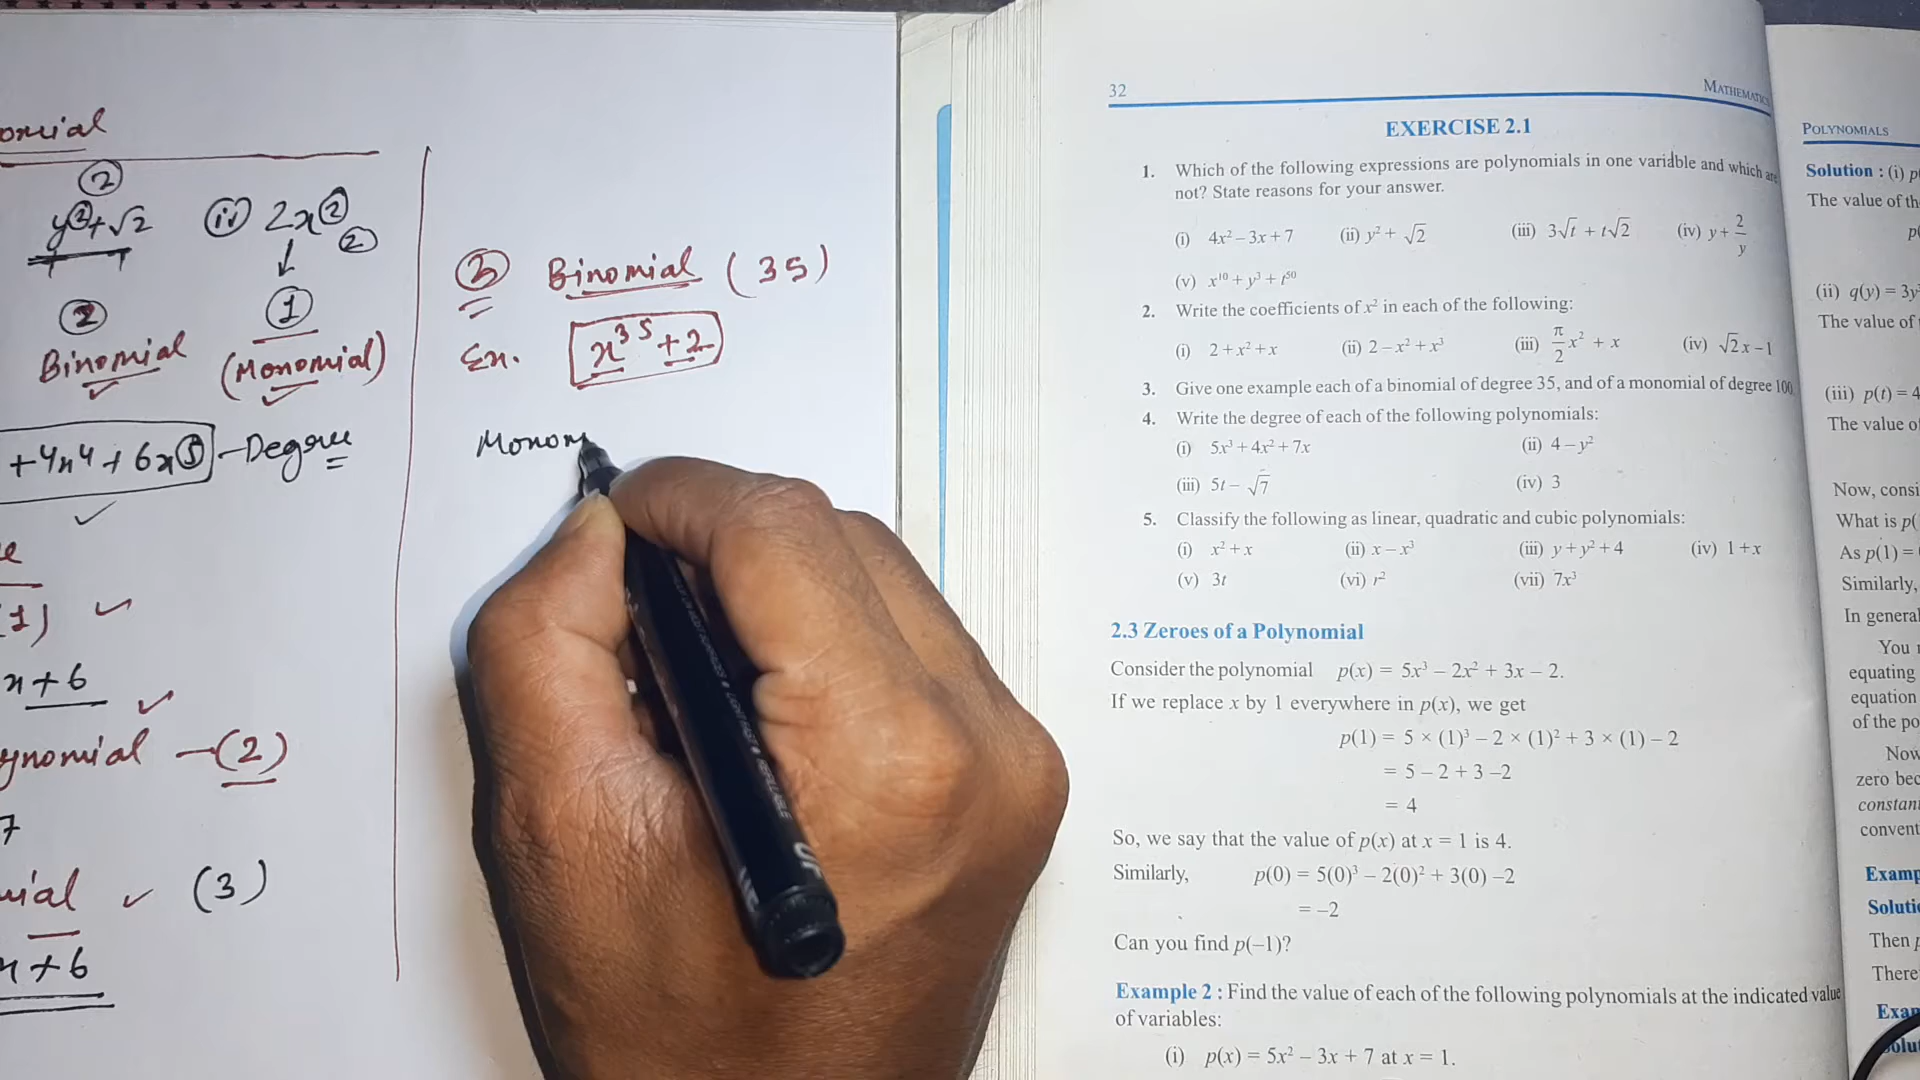 omial
②
y²+√2 (iv) 2x²
②
② ①
Binomial (Monomial)
+4x⁴ + 6x⁵ - Degree
(1)
x+6
ynomial - (2)
7
mial (3)
x+6
③ Binomial (35)
Ex. x³⁵ + 2
Monom
32 MATHEMATIC
EXERCISE 2.1
1. Which of the following expressions are polynomials in one variable and which are
not? State reasons for your answer.
(i) 4x² – 3x + 7 (ii) y² + √2 (iii) 3√t + t√2 (iv) y + 2/y
(v) x¹⁰ + y³ + t⁵⁰
2. Write the coefficients of x² in each of the following:
(i) 2 + x² + x (ii) 2 – x² + x³ (iii) π/2 x² + x (iv) √2x – 1
3. Give one example each of a binomial of degree 35, and of a monomial of degree 100
4. Write the degree of each of the following polynomials:
(i) 5x³ + 4x² + 7x (ii) 4 – y²
(iii) 5t – √7 (iv) 3
5. Classify the following as linear, quadratic and cubic polynomials:
(i) x² + x (ii) x – x³ (iii) y + y² + 4 (iv) 1 + x
(v) 3t (vi) r² (vii) 7x³
2.3 Zeroes of a Polynomial
Consider the polynomial p(x) = 5x³ – 2x² + 3x – 2.
If we replace x by 1 everywhere in p(x), we get
p(1) = 5 × (1)³ – 2 × (1)² + 3 × (1) – 2
= 5 – 2 + 3 –2
= 4
So, we say that the value of p(x) at x = 1 is 4.
Similarly, p(0) = 5(0)³ – 2(0)² + 3(0) –2
= –2
Can you find p(–1)?
Example 2 : Find the value of each of the following polynomials at the indicated value
of variables:
(i) p(x) = 5x² – 3x + 7 at x = 1.
POLYNOMIALS
Solution : (i) p
The value of th
p(
(ii) q(y) = 3y³
The value of
(iii) p(t) = 4
The value o
Now, consi
What is p(
As p(1) =
Similarly,
In general
You
equating
equation
of the po
Now
zero bec
constant
convent
Examp
Solutio
Then p
There
Exam
Solut